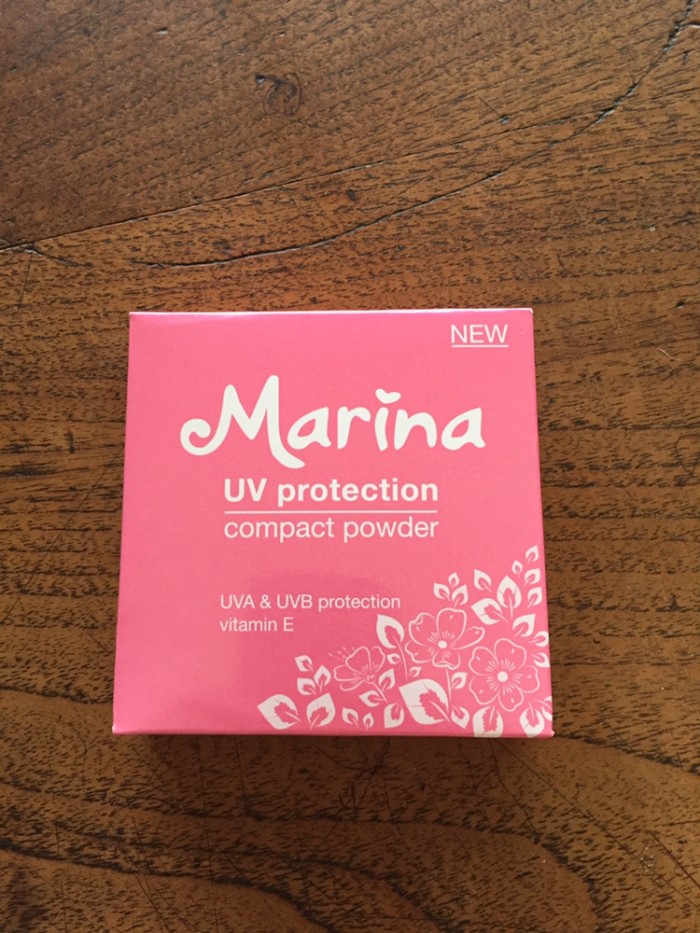 NEW
Marina
UV protection
compact powder
UVA & UVB protection
vitamin E